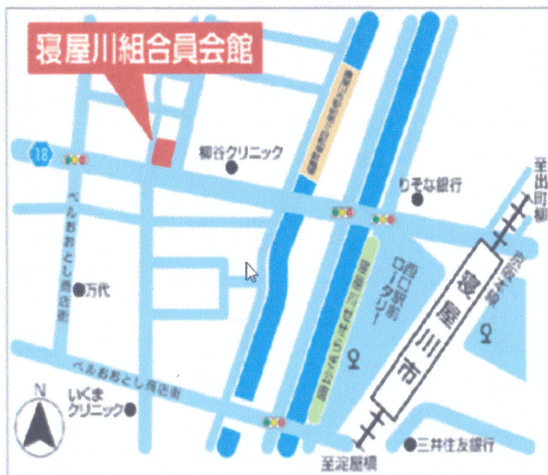 寝屋川組合員会館
18
柳谷クリニック
りそな銀行
至出町柳
京阪本線
ベルおおとし商店街
万代
西口駅前
ロータリー
寝屋川市
ベルおおとし商店街
いくま
クリニック
N
三井住友銀行
至淀屋橋